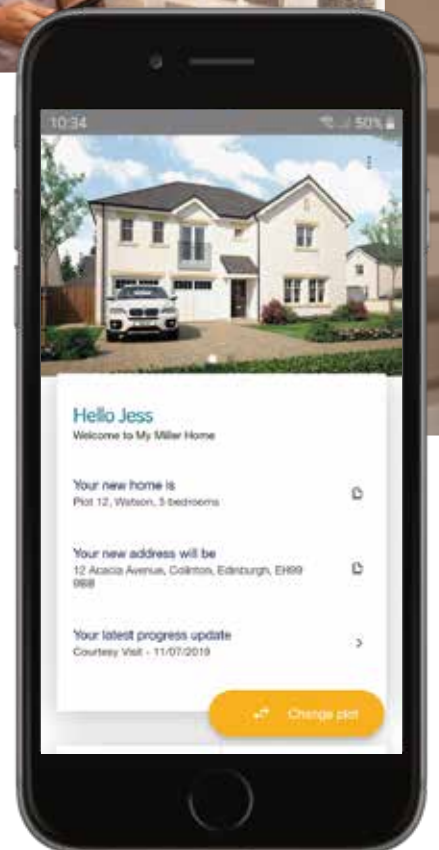 10:34
50%
Hello Jess
Welcome to My Miller Home
Your new home is
Plot 12, Watson, 5 bedrooms
Your new address will be
12 Acacia Avenue, Colinton, Edinburgh, EH99
9BB
Your latest progress update
Courtesy Visit - 11/07/2019
Change plot